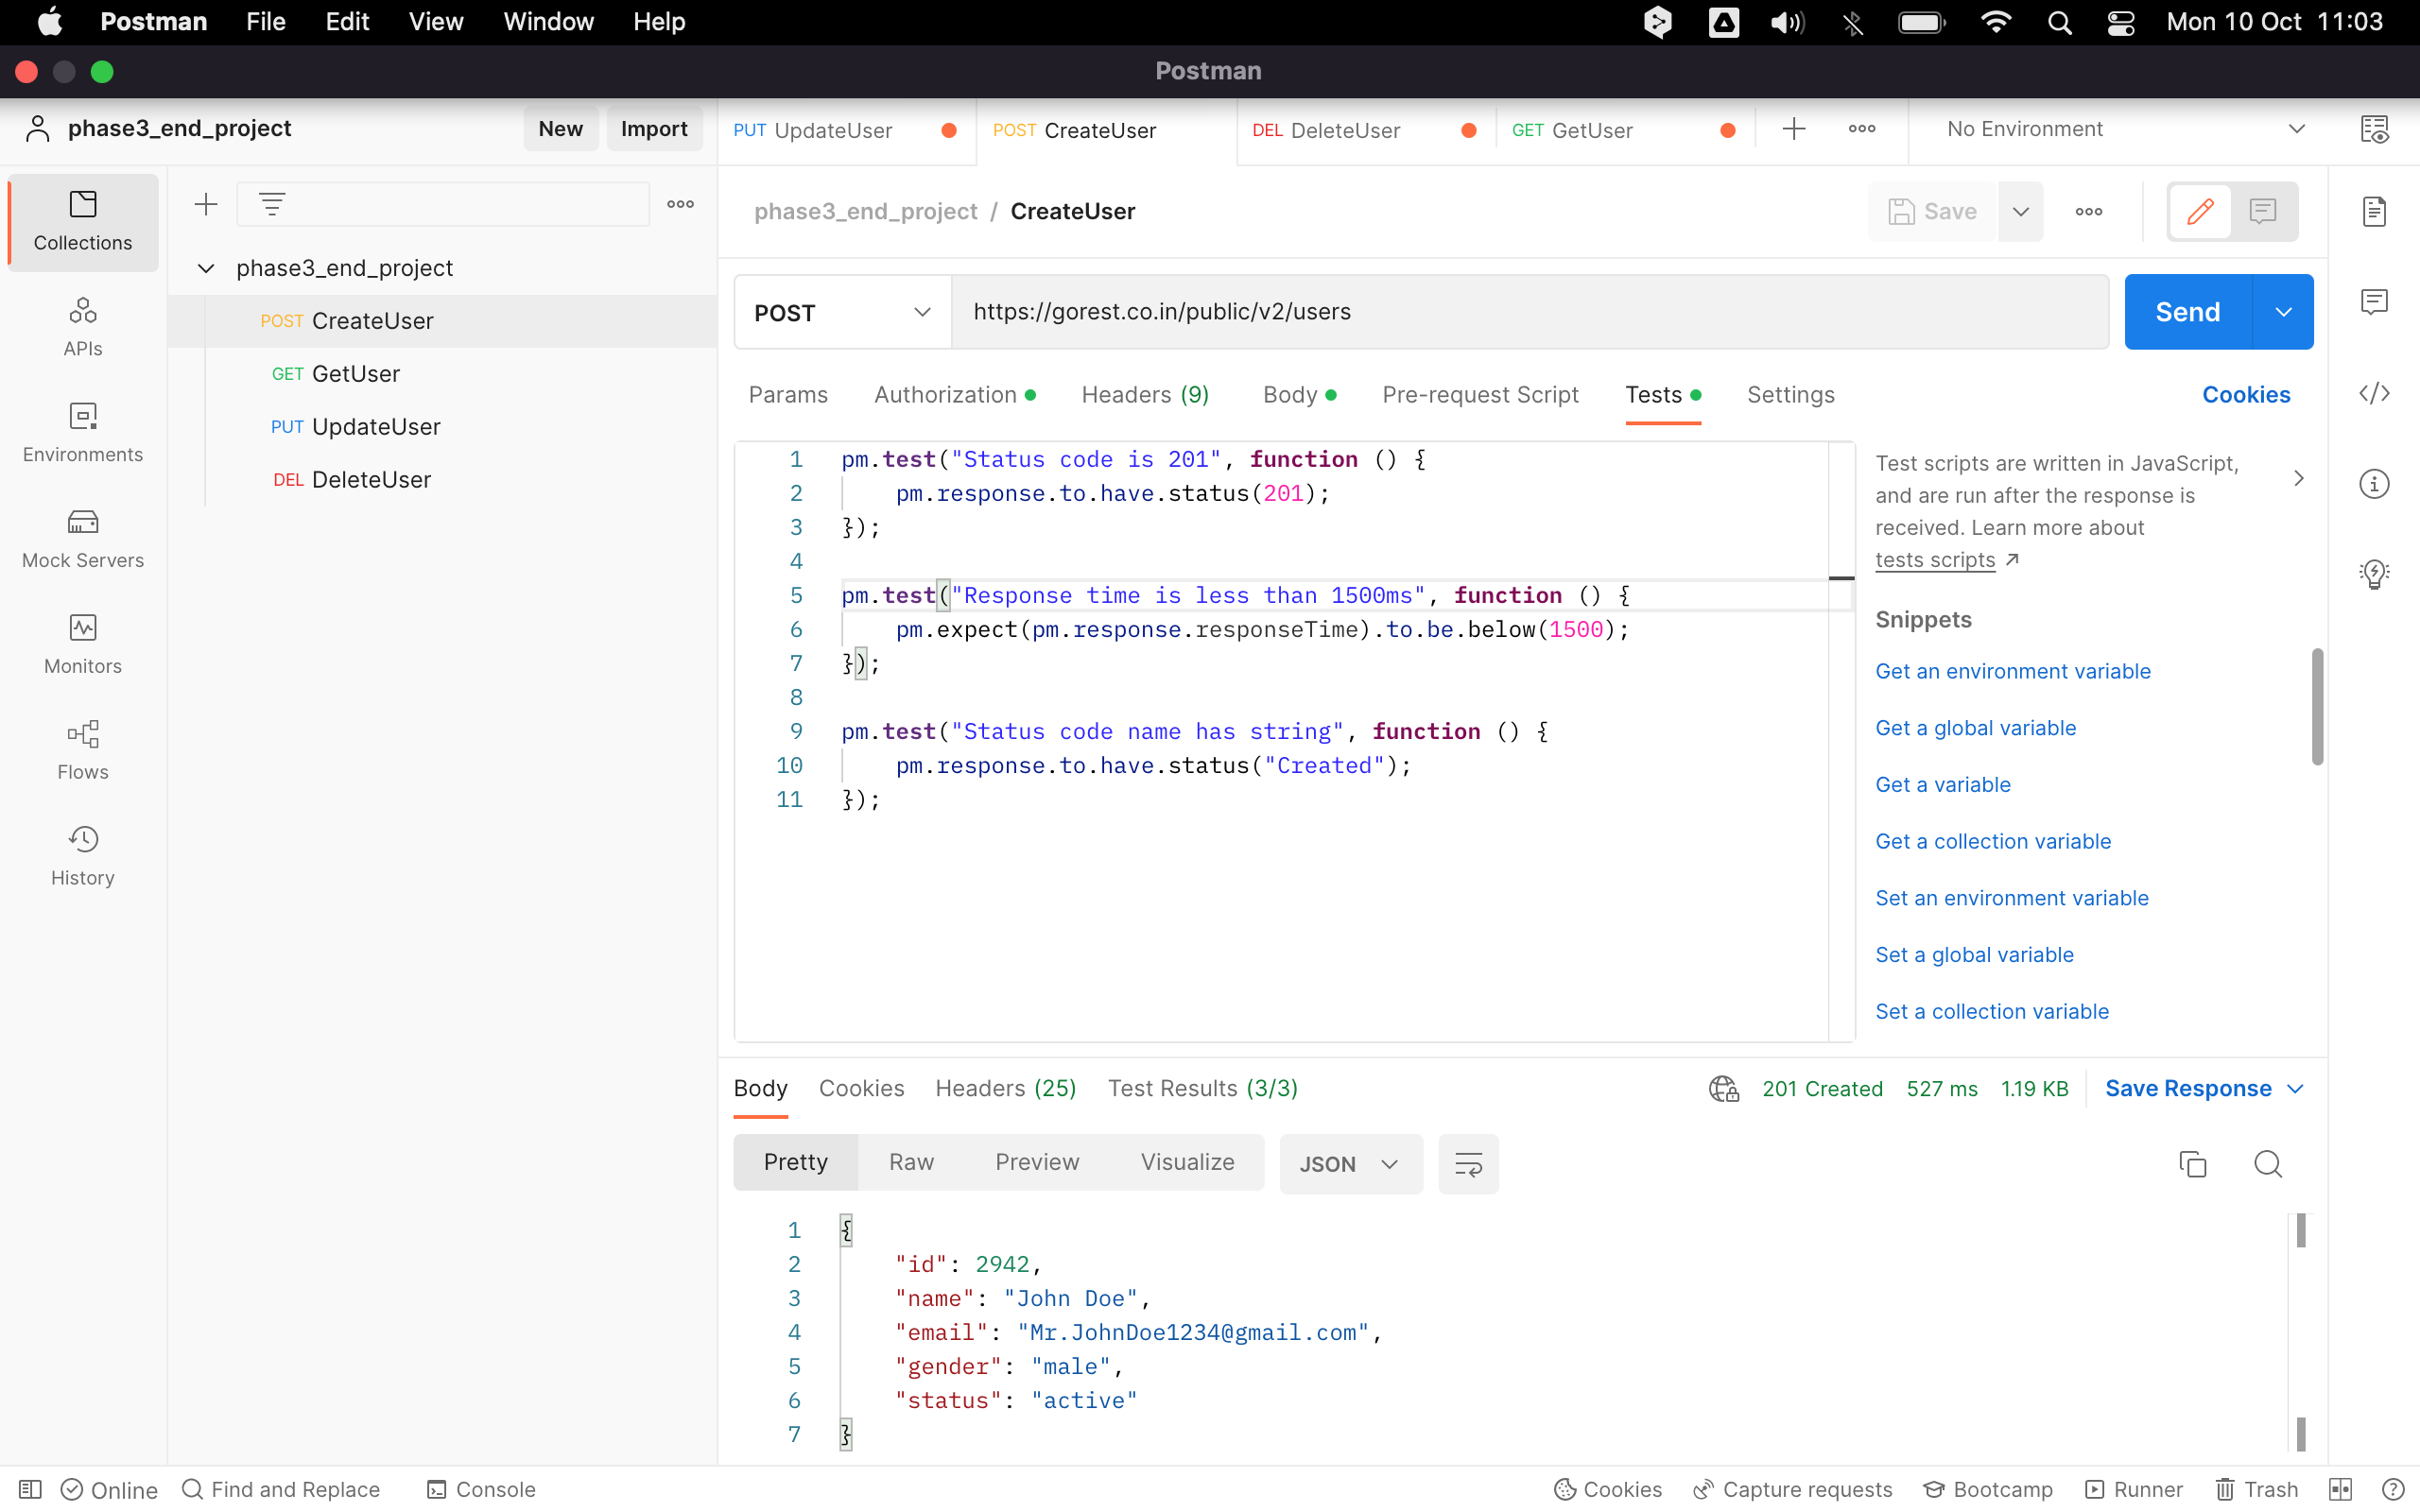 Postman File Edit View Window Help Mon 10 Oct 11:03
Postman
phase3_end_project New Import PUT UpdateUser POST CreateUser DEL DeleteUser GET GetUser No Environment
Collections
APIs
Environments
Mock Servers
Monitors
Flows
History
phase3_end_project
POST CreateUser
GET GetUser
PUT UpdateUser
DEL DeleteUser
phase3_end_project / CreateUser Save
POST https://gorest.co.in/public/v2/users Send
Params Authorization Headers (9) Body Pre-request Script Tests Settings Cookies
1 pm.test("Status code is 201", function () {
2 pm.response.to.have.status(201);
3 });
4
5 pm.test("Response time is less than 1500ms", function () {
6 pm.expect(pm.response.responseTime).to.be.below(1500);
7 });
8
9 pm.test("Status code name has string", function () {
10 pm.response.to.have.status("Created");
11 });
Test scripts are written in JavaScript,
and are run after the response is
received. Learn more about
tests scripts ↗
Snippets
Get an environment variable
Get a global variable
Get a variable
Get a collection variable
Set an environment variable
Set a global variable
Set a collection variable
Body Cookies Headers (25) Test Results (3/3) 201 Created 527 ms 1.19 KB Save Response
Pretty Raw Preview Visualize JSON
1 {
2 "id": 2942,
3 "name": "John Doe",
4 "email": "Mr.JohnDoe1234@gmail.com",
5 "gender": "male",
6 "status": "active"
7 }
Online Find and Replace Console Cookies Capture requests Bootcamp Runner Trash